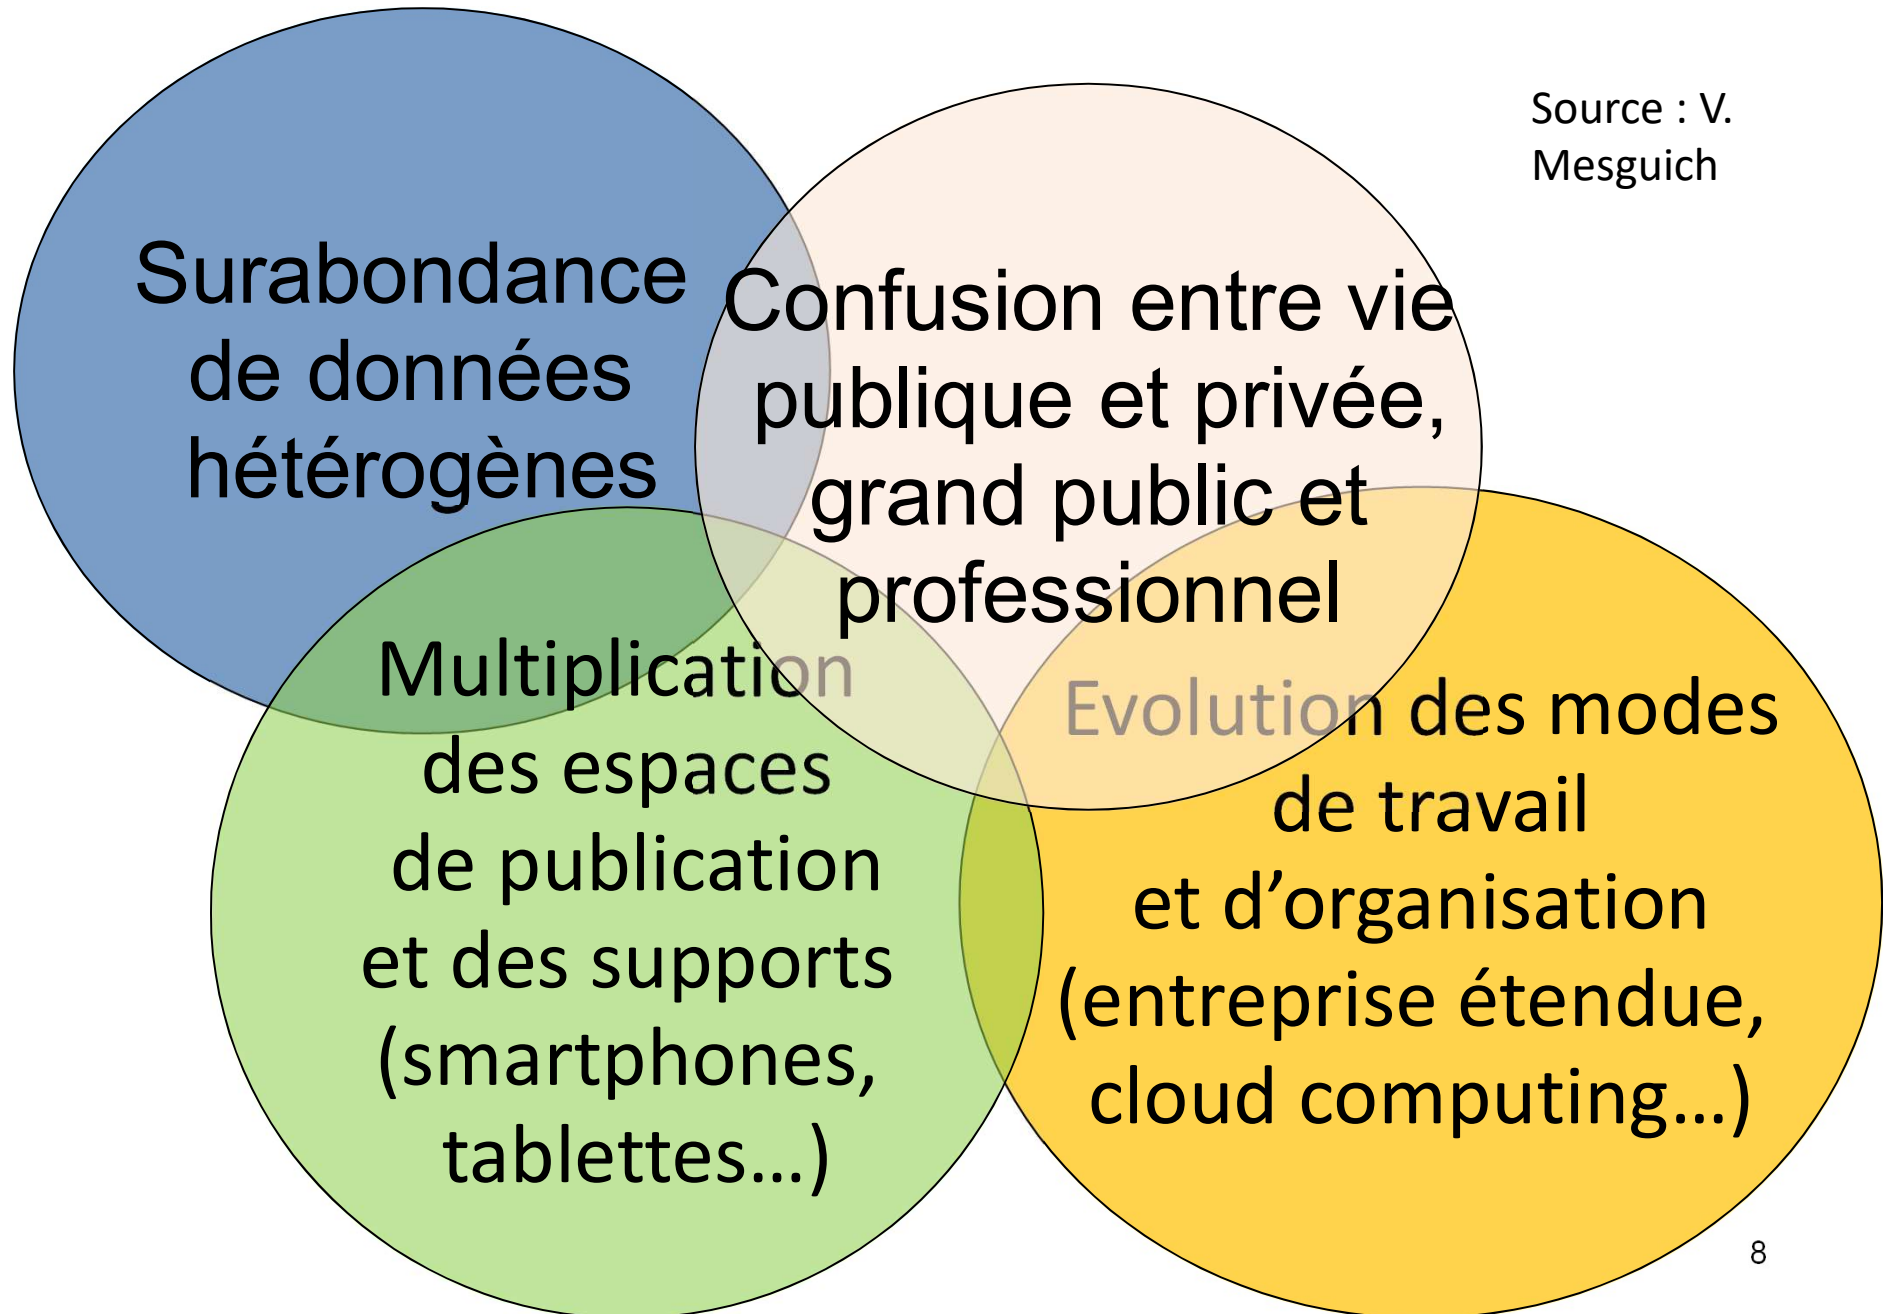 Source : V.
Mesguich
Surabondance
de données
hétérogènes
Confusion entre vie
publique et privée,
grand public et
professionnel
Multiplication
des espaces
de publication
et des supports
(smartphones,
tablettes…)
Evolution des modes
de travail
et d’organisation
(entreprise étendue,
cloud computing…)
8